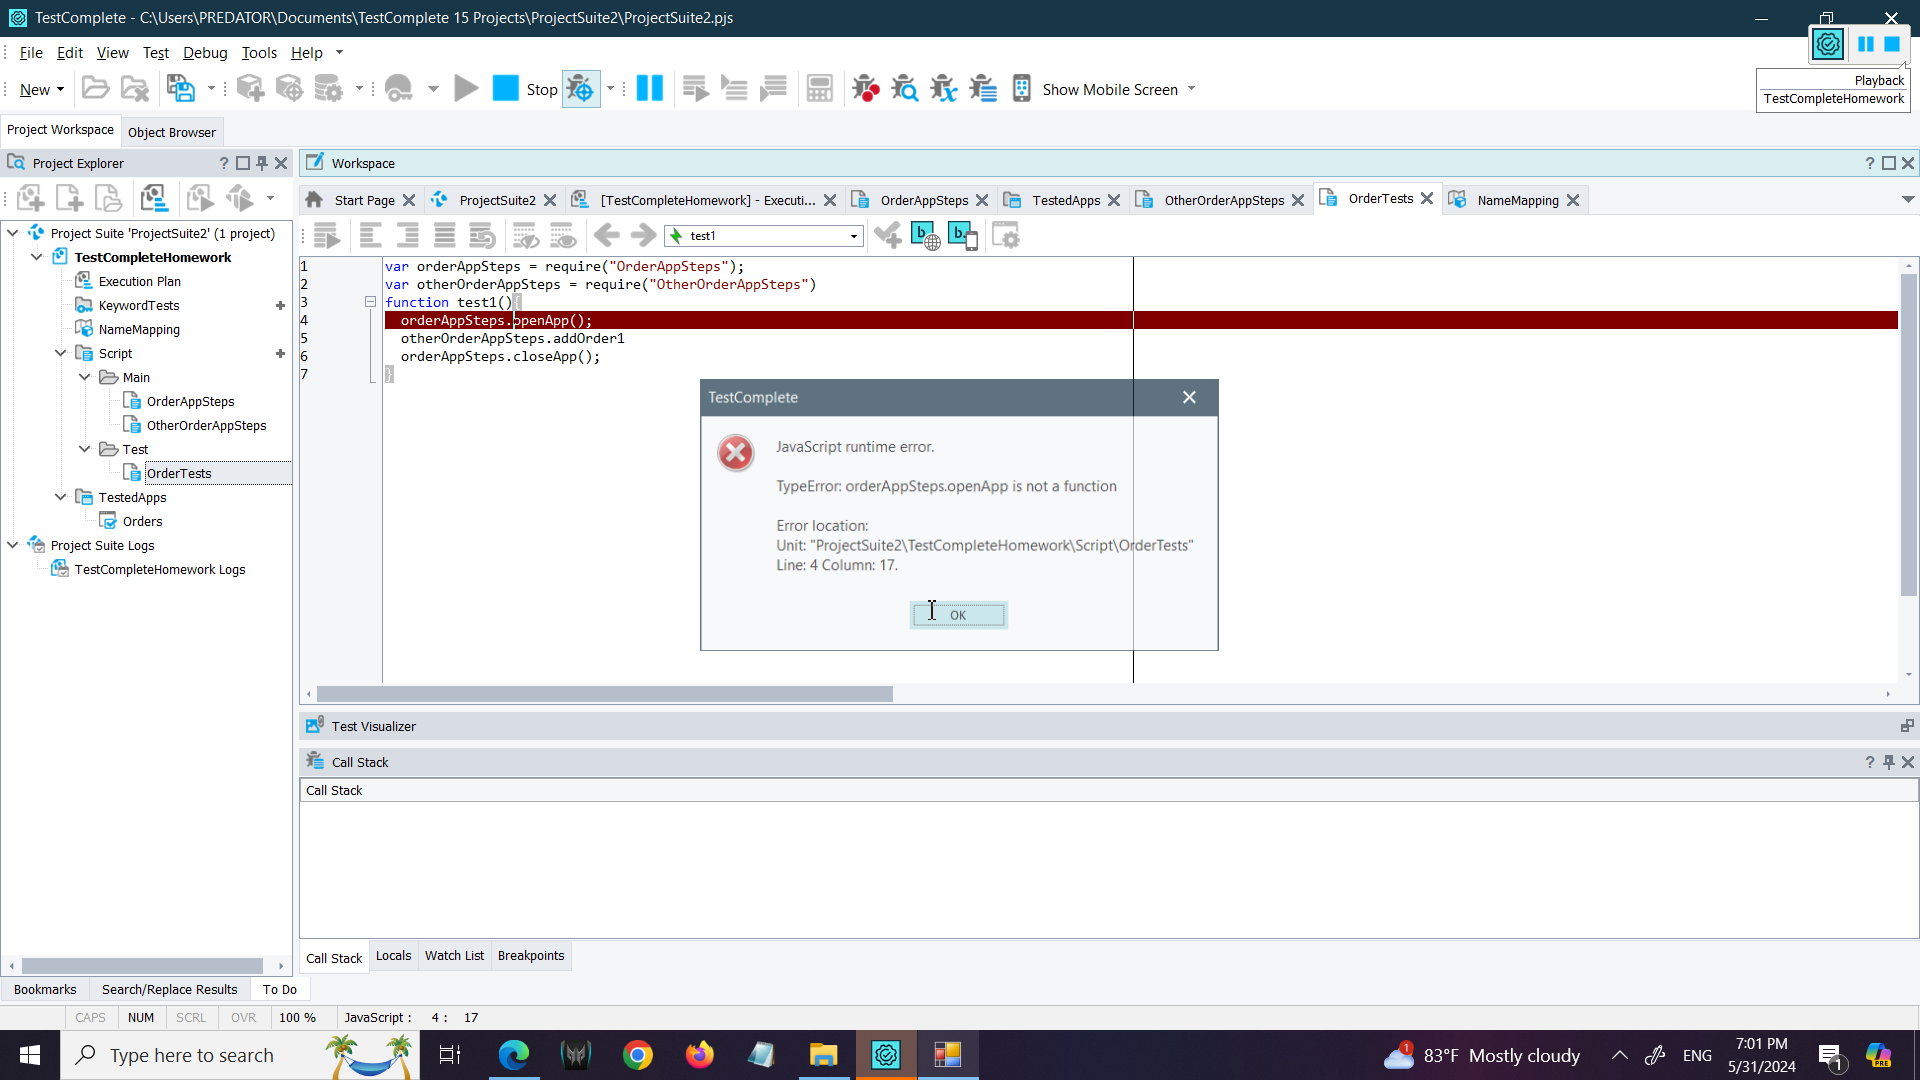 TestComplete - C:\Users\PREDATOR\Documents\TestComplete 15 Projects\ProjectSuite2\ProjectSuite2.pjs
File Edit View Test Debug Tools Help
New Stop Show Mobile Screen
Playback
TestCompleteHomework
Project Workspace Object Browser
Project Explorer ?
Workspace ?
Start Page ProjectSuite2 [TestCompleteHomework] - Executi... OrderAppSteps TestedApps OtherOrderAppSteps OrderTests NameMapping
b b. test1
Project Suite 'ProjectSuite2' (1 project)
TestCompleteHomework
Execution Plan
KeywordTests
NameMapping
Script
Main
OrderAppSteps
OtherOrderAppSteps
Test
OrderTests
TestedApps
Orders
Project Suite Logs
TestCompleteHomework Logs
1 var orderAppSteps = require("OrderAppSteps");
2 var otherOrderAppSteps = require("OtherOrderAppSteps")
3 function test1(){
4 orderAppSteps.openApp();
5 otherOrderAppSteps.addOrder1
6 orderAppSteps.closeApp();
7 }
TestComplete
JavaScript runtime error.
TypeError: orderAppSteps.openApp is not a function
Error location:
Unit: "ProjectSuite2\TestCompleteHomework\Script\OrderTests"
Line: 4 Column: 17.
OK
Test Visualizer
Call Stack ?
Call Stack
Call Stack Locals Watch List Breakpoints
Bookmarks Search/Replace Results To Do
CAPS NUM SCRL OVR 100 % JavaScript : 4 : 17
Type here to search
1 83°F Mostly cloudy ENG 7:01 PM 1 PRE
5/31/2024